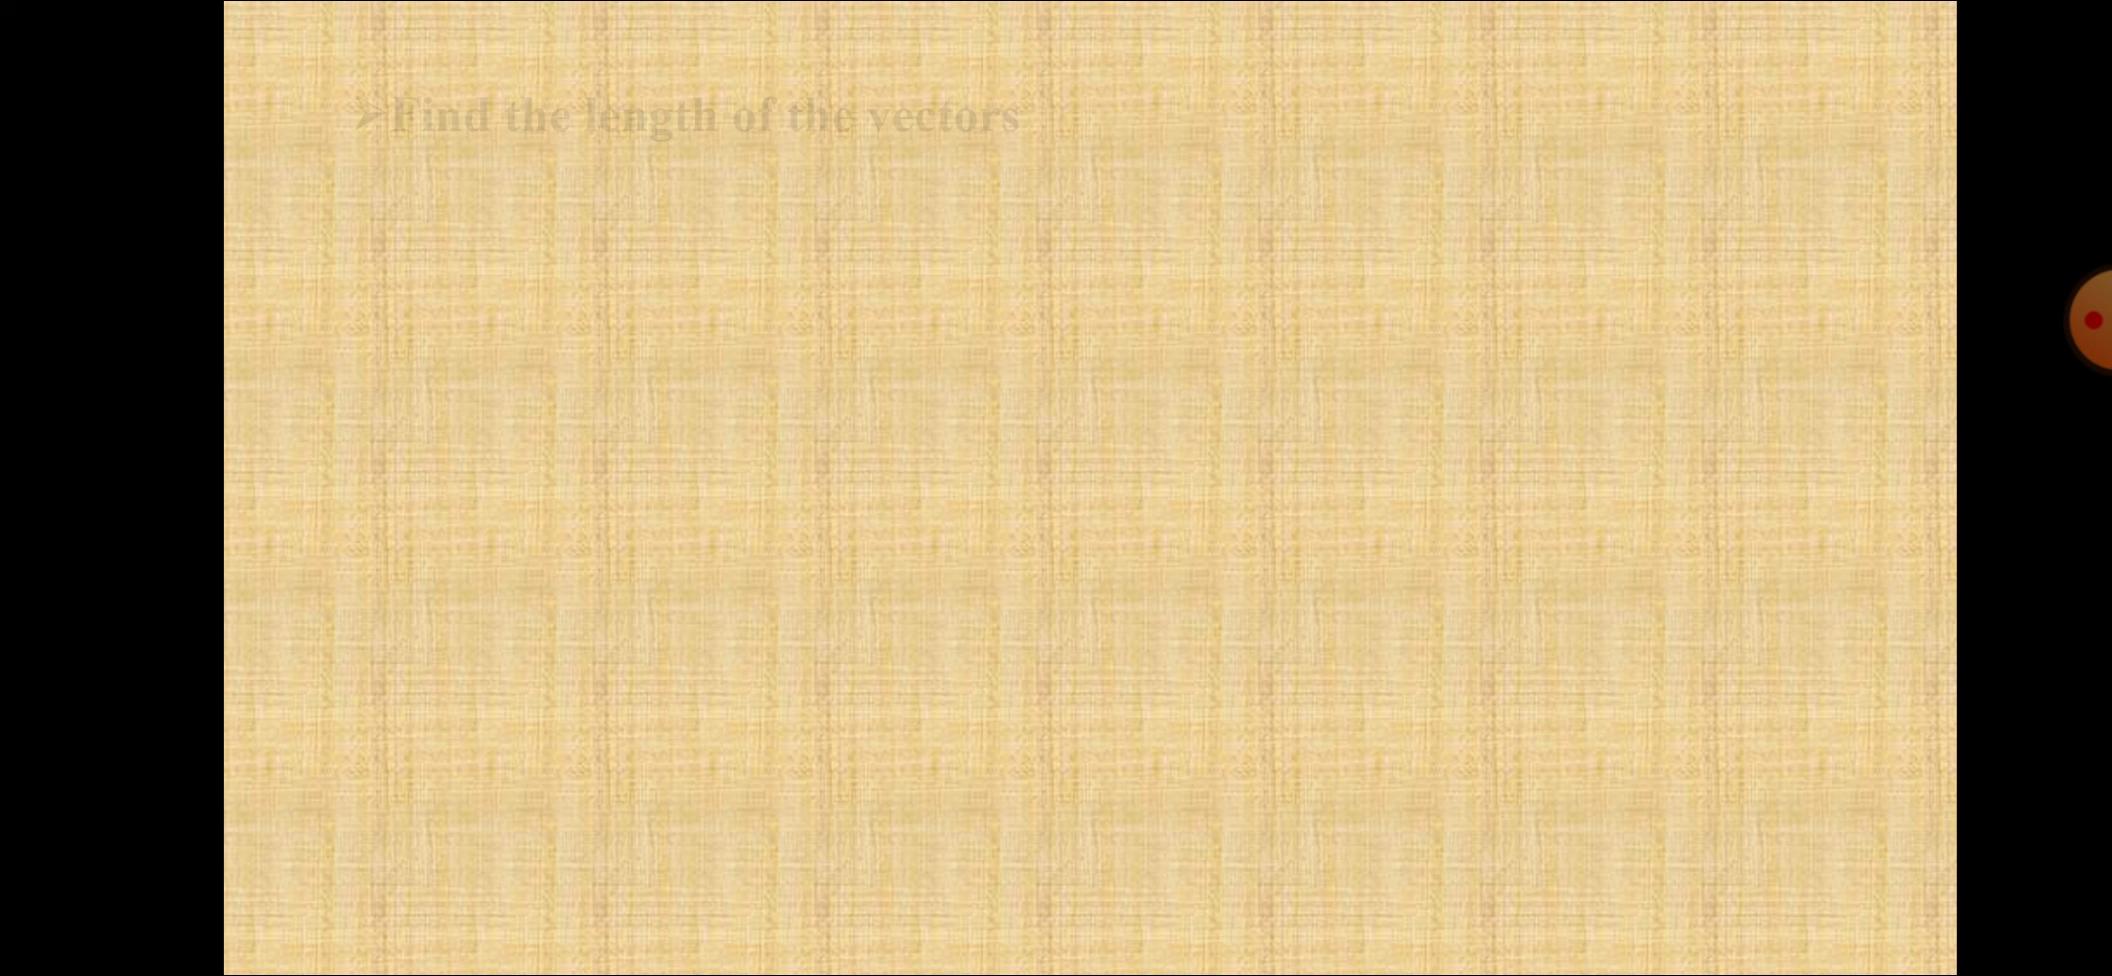 ➢Find the length of the vectors